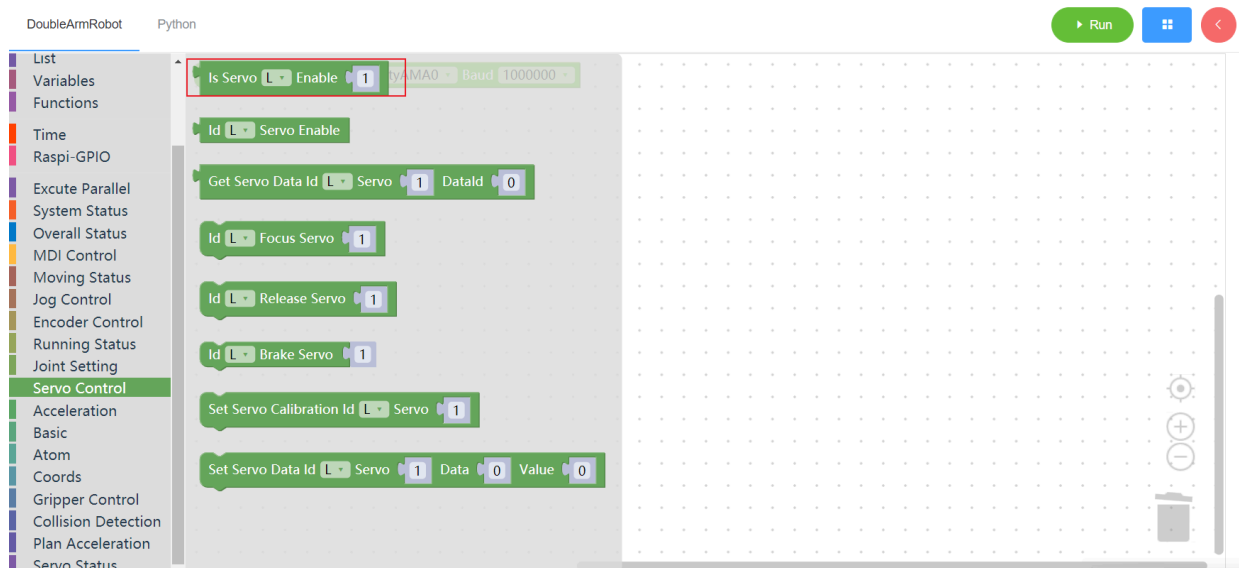 DoubleArmRobot Python Run
List
Variables
Functions
Time
Raspi-GPIO
Excute Parallel
System Status
Overall Status
MDI Control
Moving Status
Jog Control
Encoder Control
Running Status
Joint Setting
Servo Control
Acceleration
Basic
Atom
Coords
Gripper Control
Collision Detection
Plan Acceleration
Servo Status
Is Servo L Enable 1
tyAMA0 Baud 1000000
Id L Servo Enable
Get Servo Data Id L Servo 1 DataId 0
Id L Focus Servo 1
Id L Release Servo 1
Id L Brake Servo 1
Set Servo Calibration Id L Servo 1
Set Servo Data Id L Servo 1 Data 0 Value 0